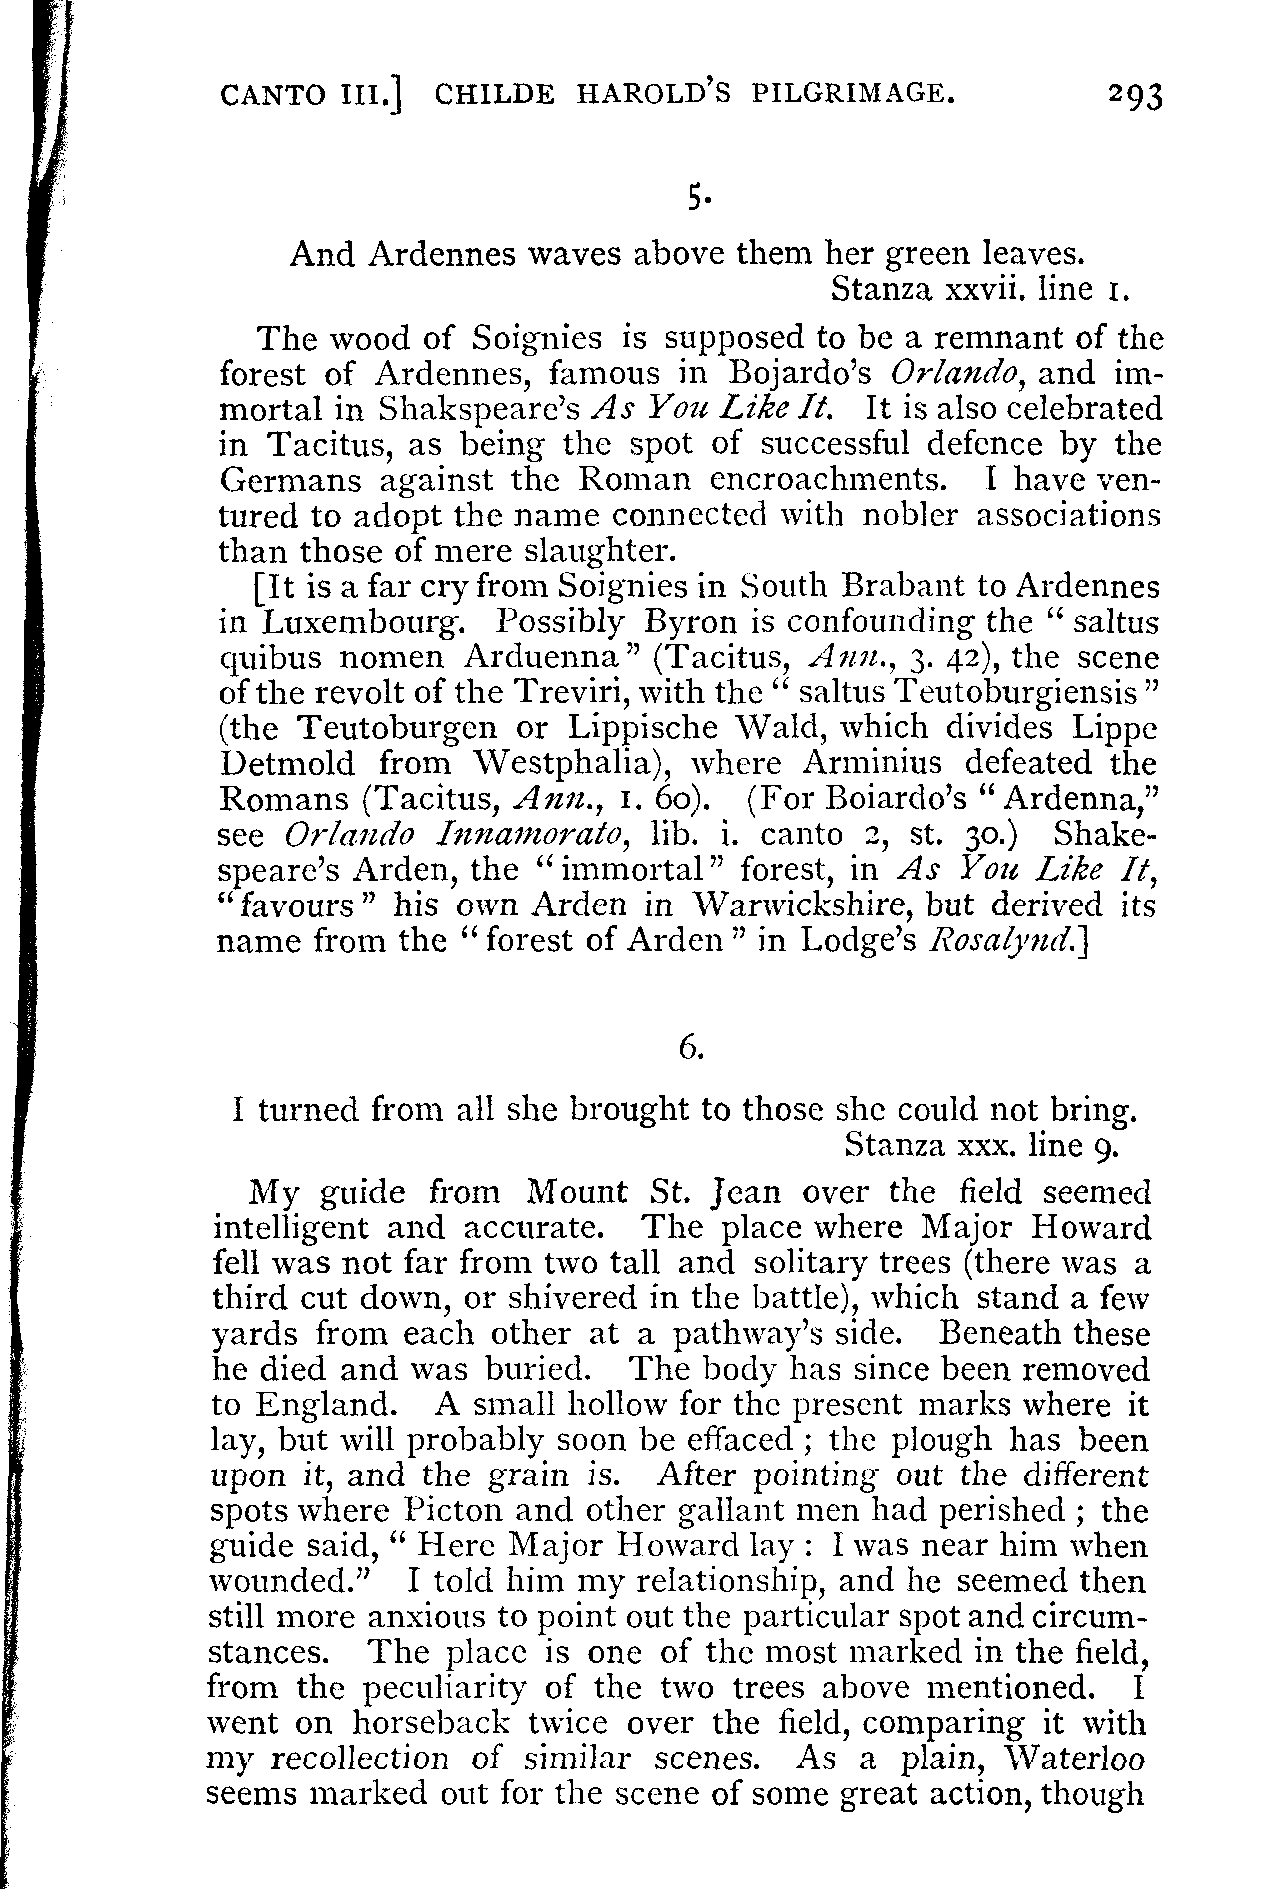 CANTO III.] CHILDE HAROLD'S PILGRIMAGE. 293
5.
And Ardennes waves above them her green leaves.
Stanza xxvii. line 1.
The wood of Soignies is supposed to be a remnant of the
forest of Ardennes, famous in Bojardo's Orlando, and im-
mortal in Shakspeare's As You Like It. It is also celebrated
in Tacitus, as being the spot of successful defence by the
Germans against the Roman encroachments. I have ven-
tured to adopt the name connected with nobler associations
than those of mere slaughter.
[It is a far cry from Soignies in South Brabant to Ardennes
in Luxembourg. Possibly Byron is confounding the "saltus
quibus nomen Arduenna" (Tacitus, Ann., 3. 42), the scene
of the revolt of the Treviri, with the "saltus Teutoburgiensis"
(the Teutoburgen or Lippische Wald, which divides Lippe
Detmold from Westphalia), where Arminius defeated the
Romans (Tacitus, Ann., 1. 60). (For Boiardo's "Ardenna,"
see Orlando Innamorato, lib. i. canto 2, st. 30.) Shake-
speare's Arden, the "immortal" forest, in As You Like It,
"favours" his own Arden in Warwickshire, but derived its
name from the "forest of Arden" in Lodge's Rosalynd.]
6.
I turned from all she brought to those she could not bring.
Stanza xxx. line 9.
My guide from Mount St. Jean over the field seemed
intelligent and accurate. The place where Major Howard
fell was not far from two tall and solitary trees (there was a
third cut down, or shivered in the battle), which stand a few
yards from each other at a pathway's side. Beneath these
he died and was buried. The body has since been removed
to England. A small hollow for the present marks where it
lay, but will probably soon be effaced; the plough has been
upon it, and the grain is. After pointing out the different
spots where Picton and other gallant men had perished; the
guide said, "Here Major Howard lay: I was near him when
wounded." I told him my relationship, and he seemed then
still more anxious to point out the particular spot and circum-
stances. The place is one of the most marked in the field,
from the peculiarity of the two trees above mentioned. I
went on horseback twice over the field, comparing it with
my recollection of similar scenes. As a plain, Waterloo
seems marked out for the scene of some great action, though